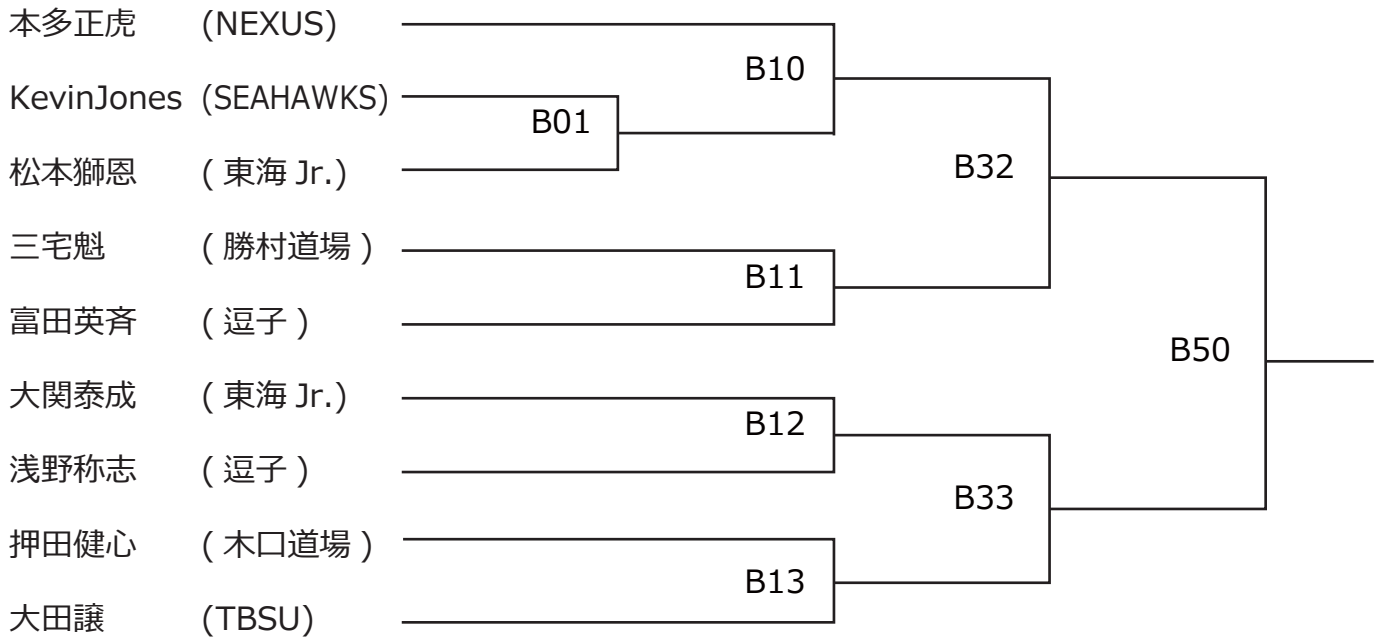 本多正虎 (NEXUS)
B10
KevinJones (SEAHAWKS)
B01
松本獅恩 ( 東海 Jr.)
B32
三宅魁 ( 勝村道場 )
B11
富田英斉 ( 逗子 )
B50
大関泰成 ( 東海 Jr.)
B12
浅野称志 ( 逗子 )
B33
押田健心 ( 木口道場 )
B13
大田譲 (TBSU)